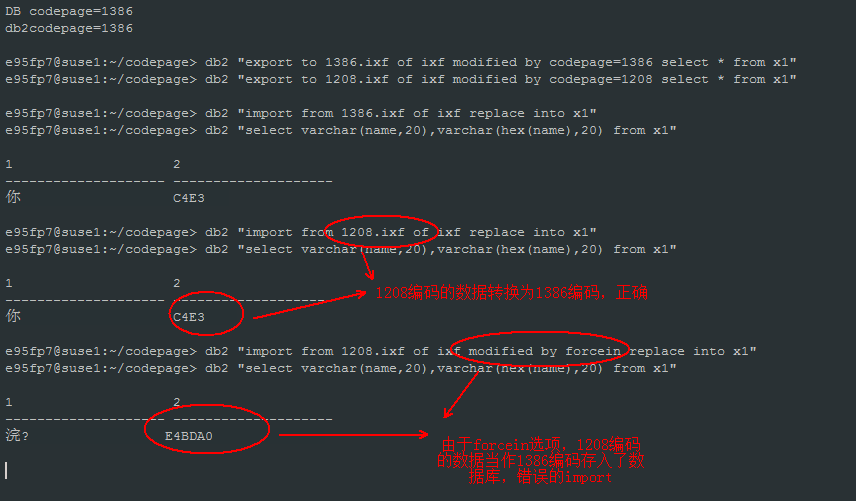 DB codepage=1386
db2codepage=1386
e95fp7@suse1:~/codepage> db2 "export to 1386.ixf of ixf modified by codepage=1386 select * from x1"
e95fp7@suse1:~/codepage> db2 "export to 1208.ixf of ixf modified by codepage=1208 select * from x1"
e95fp7@suse1:~/codepage> db2 "import from 1386.ixf of ixf replace into x1"
e95fp7@suse1:~/codepage> db2 "select varchar(name,20),varchar(hex(name),20) from x1"
1 2
-------------------- --------------------
你 C4E3
e95fp7@suse1:~/codepage> db2 "import from 1208.ixf of ixf replace into x1"
e95fp7@suse1:~/codepage> db2 "select varchar(name,20),varchar(hex(name),20) from x1"
1 2
-------------------- --------------------
1208编码的数据转换为1386编码，正确
你 C4E3
e95fp7@suse1:~/codepage> db2 "import from 1208.ixf of ixf modified by forcein replace into x1"
e95fp7@suse1:~/codepage> db2 "select varchar(name,20),varchar(hex(name),20) from x1"
1 2
-------------------- --------------------
浣? E4BDA0
由于forcein选项，1208编码
的数据当作1386编码存入了数
据库，错误的import